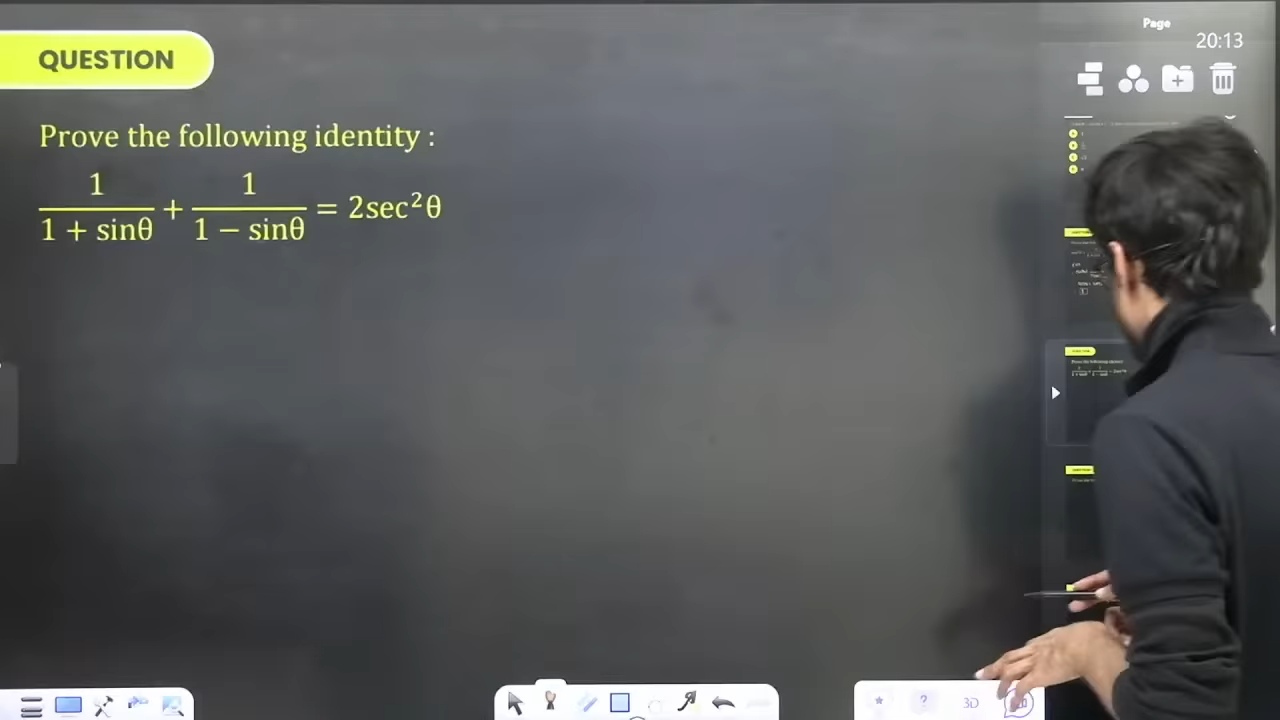 Page
20:13
QUESTION
Prove the following identity :
1/(1 + sinθ) + 1/(1 − sinθ) = 2sec²θ
3D